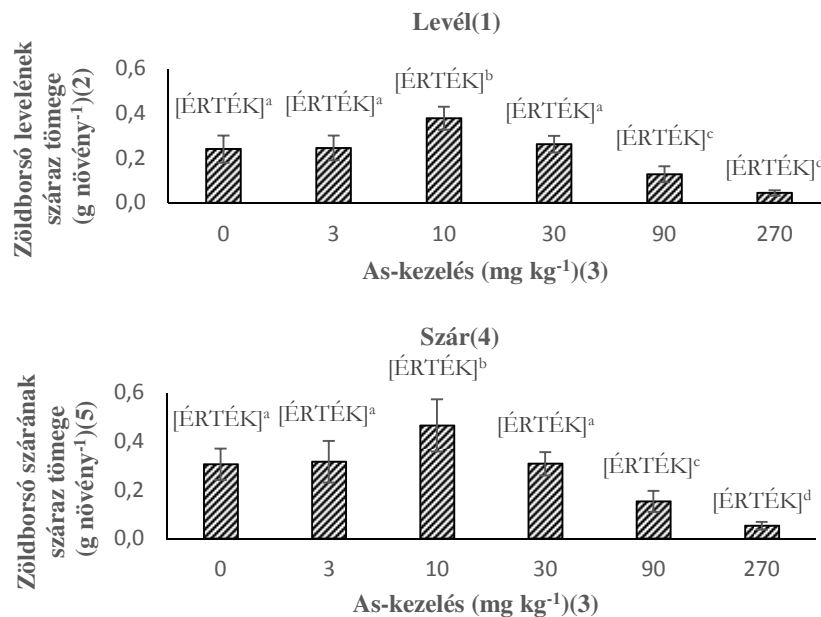 Levél(1)
Zöldborsó levelének
száraz tömege
(g növény-1)(2)
0,6
0,4
0,2
0,0
[ÉRTÉK]a
[ÉRTÉK]a
[ÉRTÉK]b
[ÉRTÉK]a
[ÉRTÉK]c
[ÉRTÉK]d
0 3 10 30 90 270
As-kezelés (mg kg-1)(3)
Szár(4)
Zöldborsó szárának
száraz tömege
(g növény-1)(5)
0,6
0,4
0,2
0,0
[ÉRTÉK]a
[ÉRTÉK]a
[ÉRTÉK]b
[ÉRTÉK]a
[ÉRTÉK]c
[ÉRTÉK]d
0 3 10 30 90 270
As-kezelés (mg kg-1)(3)